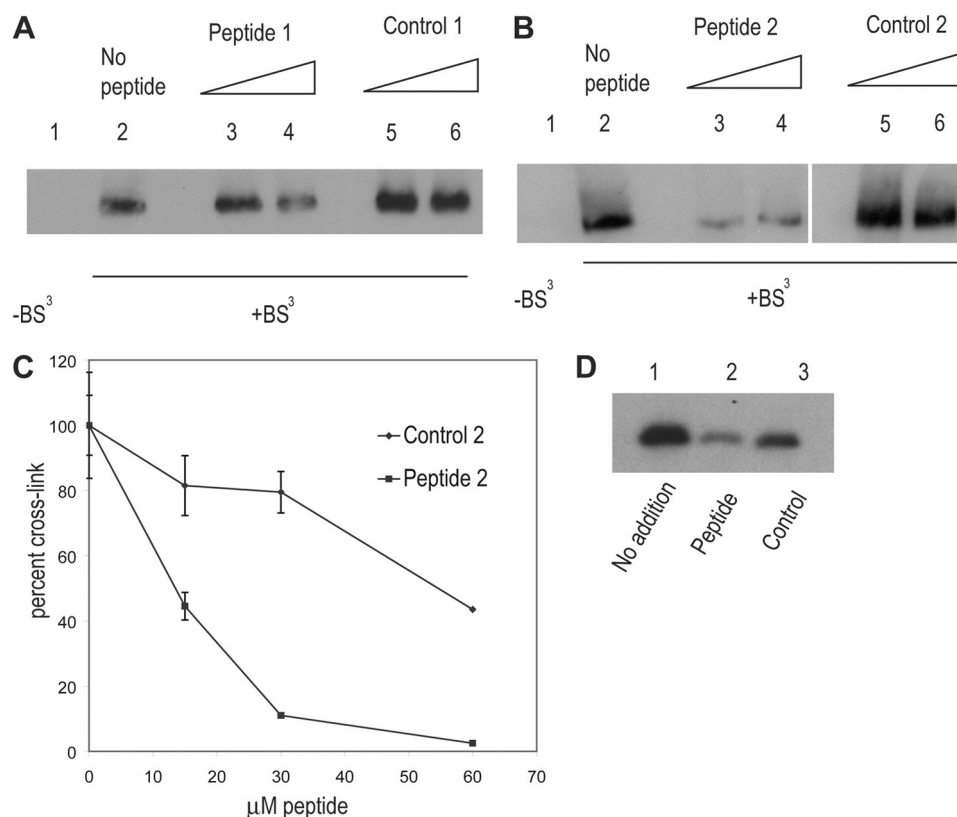 A
Peptide 1
Control 1
No
peptide
1 2 3 4 5 6
-BS3
+BS3
B
Peptide 2
Control 2
No
peptide
1 2 3 4 5 6
-BS3
+BS3
C
120
100
80
60
40
20
0
percent cross-link
Control 2
Peptide 2
0 10 20 30 40 50 60 70
µM peptide
D
1 2 3
No addition
Peptide
Control